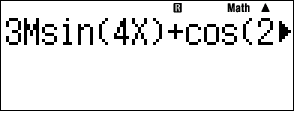 R Math ▲
3Msin(4X)+cos(2▶